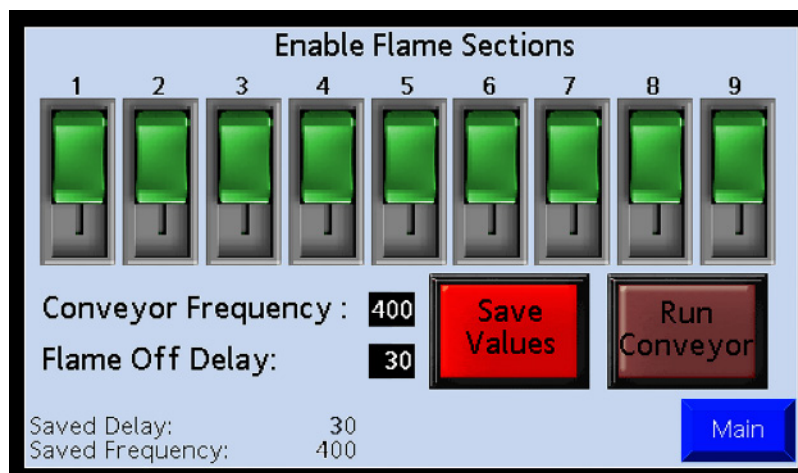 Enable Flame Sections
1 2 3 4 5 6 7 8 9
Conveyor Frequency : 400
Save
Values
Run
Conveyor
Flame Off Delay: 30
Saved Delay: 30
Saved Frequency: 400
Main